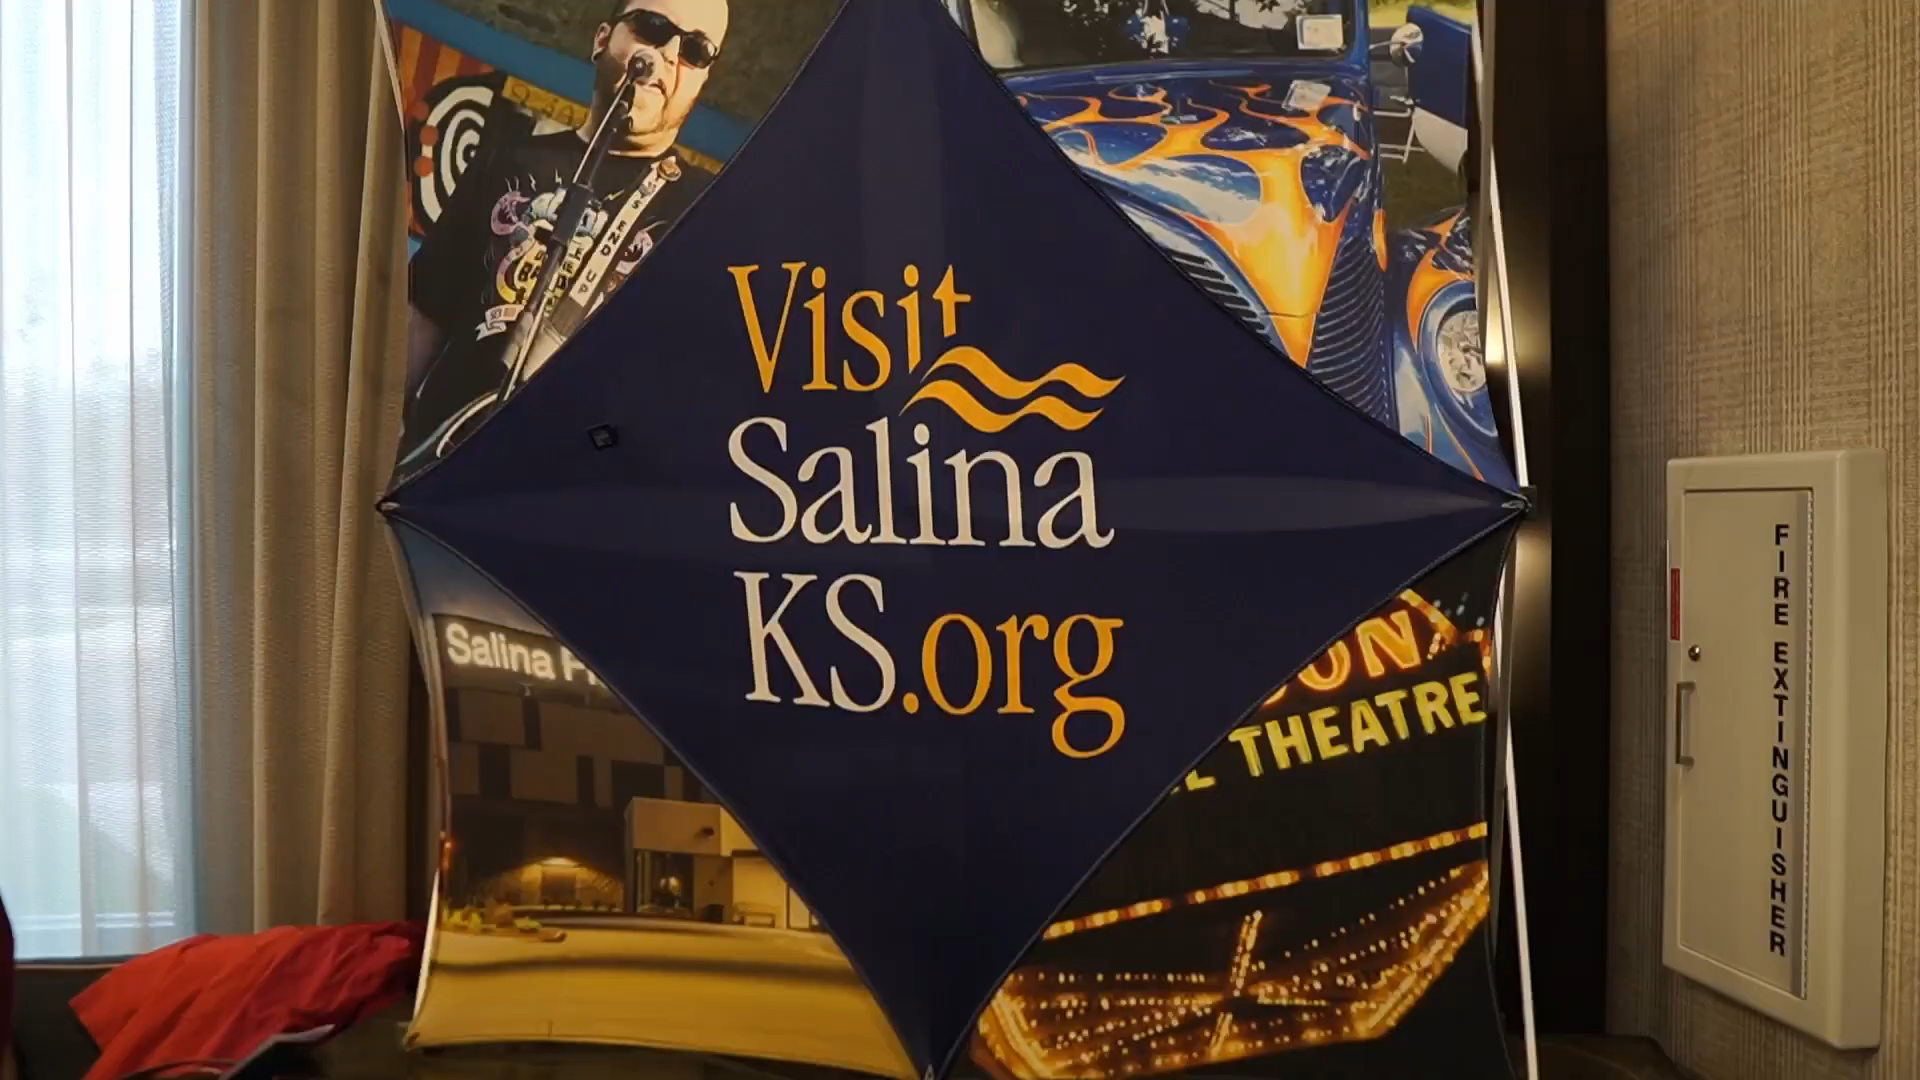 Visit
Salina
KS.org
Salina
THEATRE
FIRE EXTINGUISHER